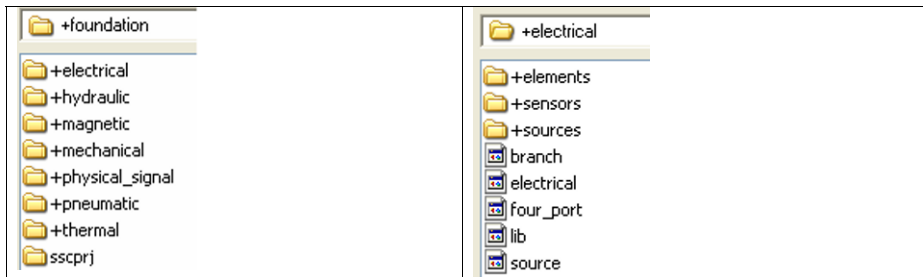 +foundation
+electrical
+hydraulic
+magnetic
+mechanical
+physical_signal
+pneumatic
+thermal
sscprj
+electrical
+elements
+sensors
+sources
branch
electrical
four_port
lib
source